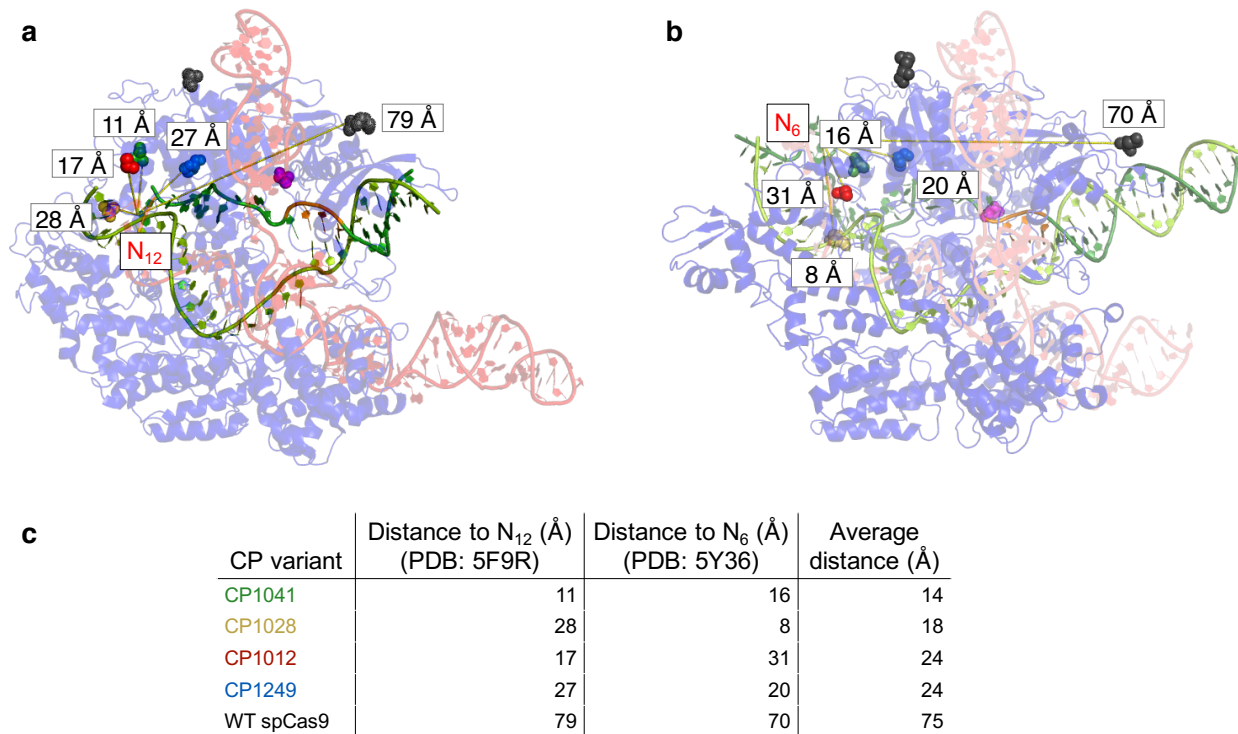 a
11 Å
27 Å
79 Å
17 Å
28 Å
N₁₂
b
N₆
16 Å
70 Å
31 Å
20 Å
8 Å
c
CP variant Distance to N₁₂ (Å) (PDB: 5F9R) Distance to N₆ (Å) (PDB: 5Y36) Average distance (Å)
CP1041 11 16 14
CP1028 28 8 18
CP1012 17 31 24
CP1249 27 20 24
WT spCas9 79 70 75